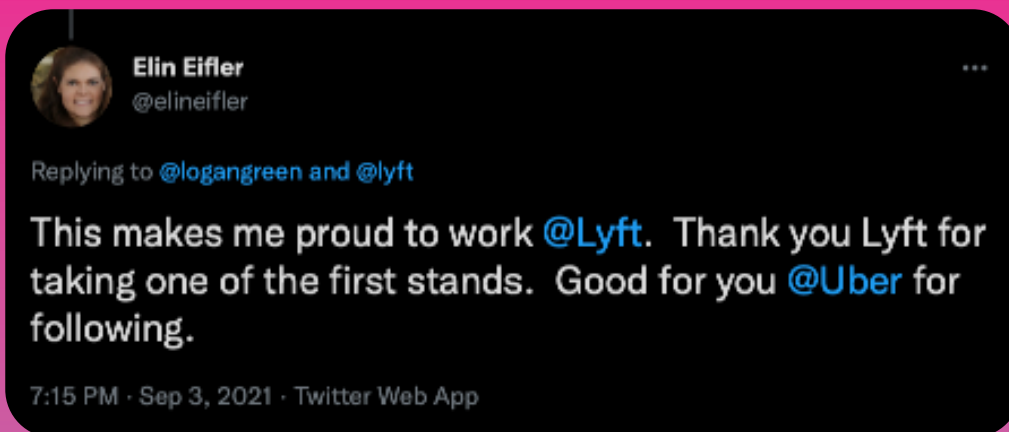 Elin Eifler
@elineifler
Replying to @logangreen and @lyft
This makes me proud to work @Lyft.  Thank you Lyft for
taking one of the first stands.  Good for you @Uber for
following.
7:15 PM · Sep 3, 2021 · Twitter Web App